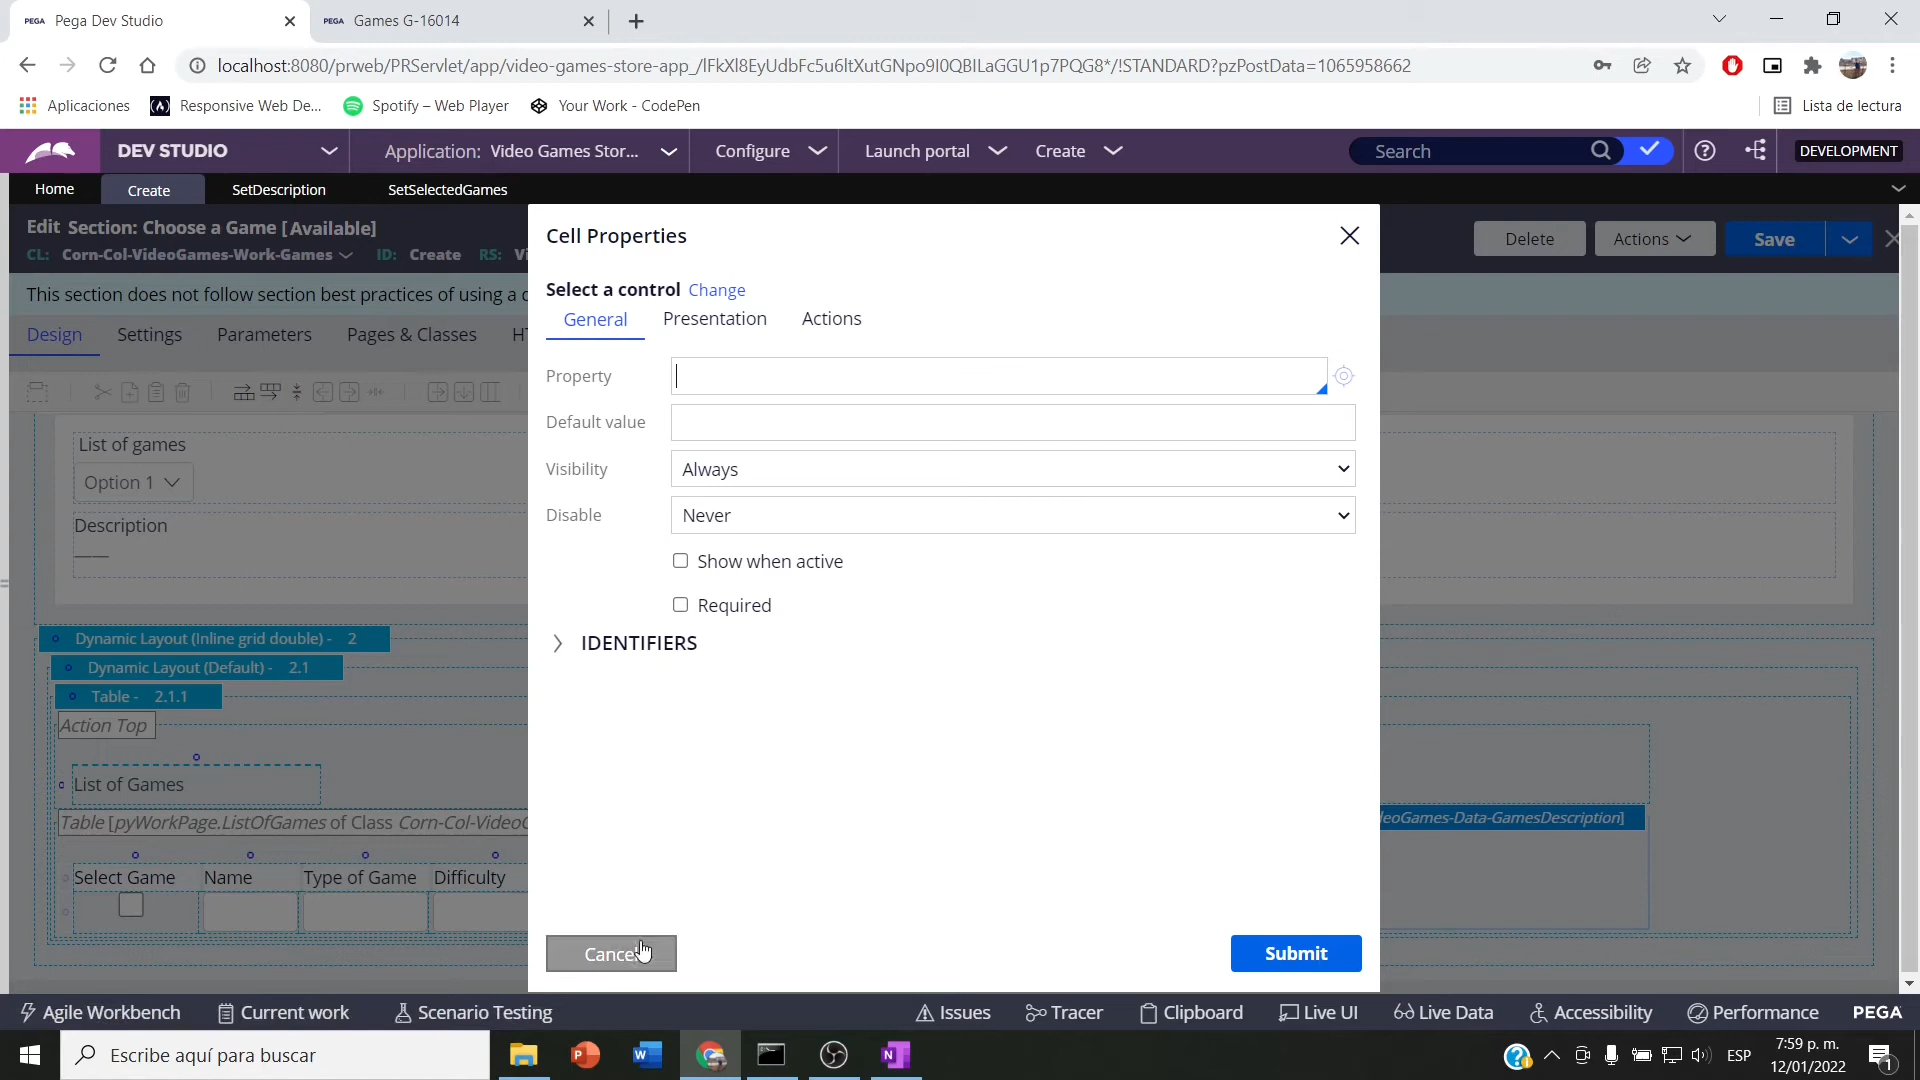 PEGA Pega Dev Studio
PEGA Games G-16014
localhost:8080/prweb/PRServlet/app/video-games-store-app_/lFkXl8EyUdbFc5u6ltXutGNpo9I0QBILaGGU1p7PQG8*/!STANDARD?pzPostData=1065958662
Aplicaciones
Responsive Web De...
Spotify – Web Player
Your Work - CodePen
Lista de lectura
DEV STUDIO
Application: Video Games Stor...
Configure
Launch portal
Create
Search
DEVELOPMENT
Home
Create
SetDescription
SetSelectedGames
Edit Section: Choose a Game [Available]
CL: Corn-Col-VideoGames-Work-Games ID: Create RS:
Delete
Actions
Save
This section does not follow section best practices of using a
Design
Settings
Parameters
Pages & Classes
Cell Properties
Select a control Change
General
Presentation
Actions
Property
Default value
Visibility
Always
Disable
Never
Show when active
Required
IDENTIFIERS
Cancel
Submit
List of games
Option 1
Description
Dynamic Layout (Inline grid double) - 2
Dynamic Layout (Default) - 2.1
Table - 2.1.1
Action Top
List of Games
Table [pyWorkPage.ListOfGames of Class
Select Game
Name
Type of Game
Difficulty
Agile Workbench
Current work
Scenario Testing
Issues
Tracer
Clipboard
Live UI
Live Data
Accessibility
Performance
PEGA
Escribe aquí para buscar
ESP
7:59 p. m.
12/01/2022
1